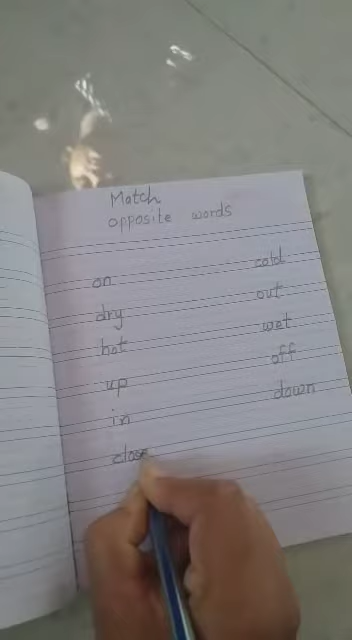 Match
opposite words
on cold
dry out
hot wet
up off
in down
close